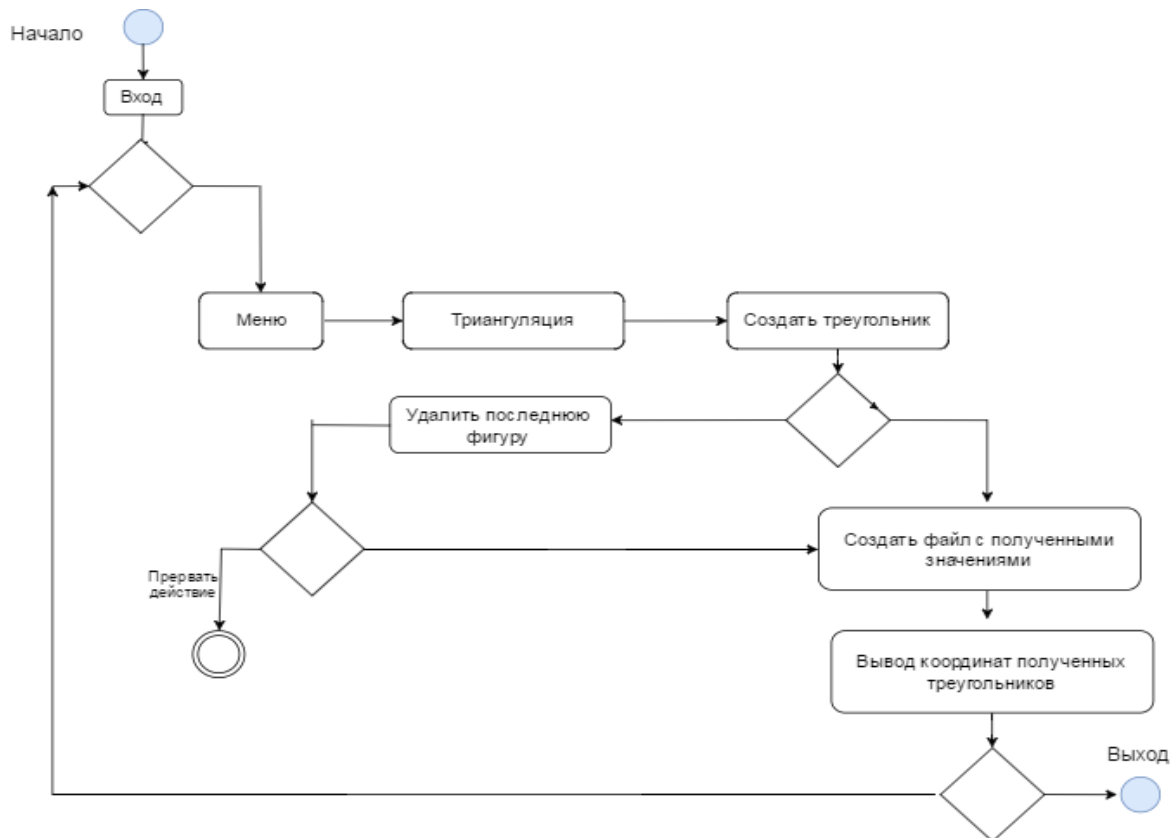 Начало
Вход
Меню
Триангуляция
Создать треугольник
Удалить последнюю
фигуру
Создать файл с полученными
значениями
Прервать
действие
Вывод координат полученных
треугольников
Выход